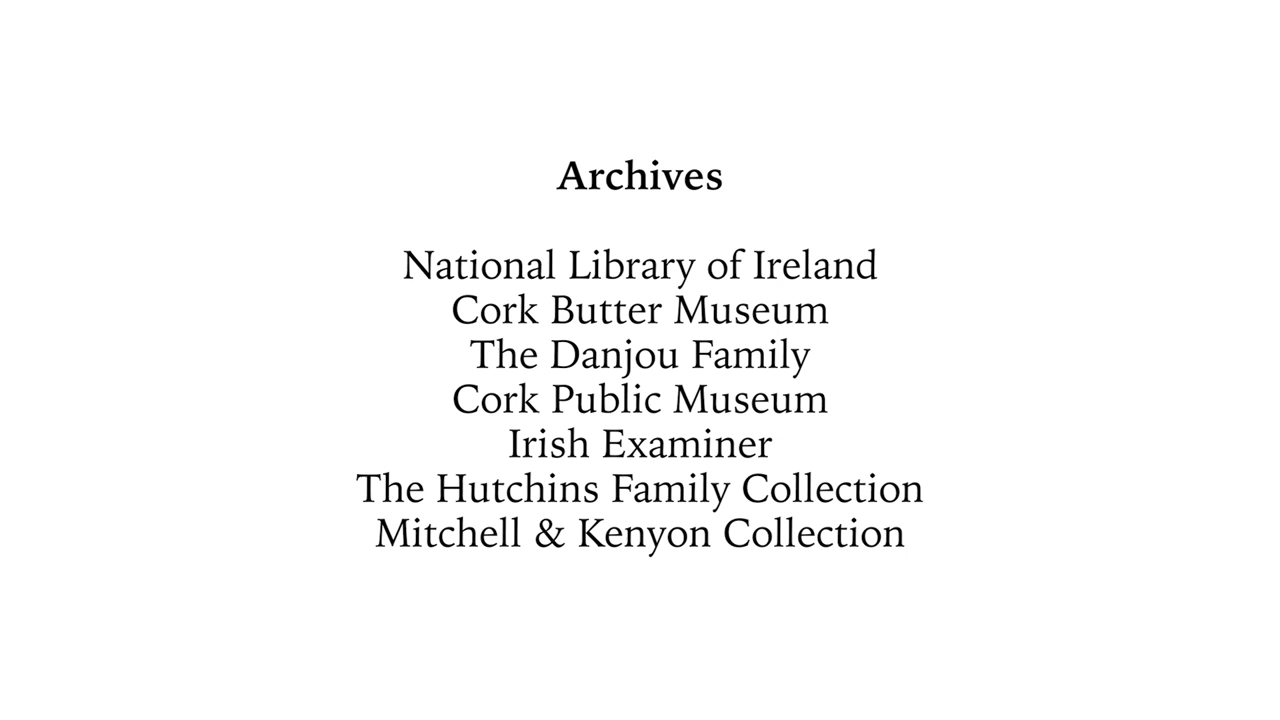 Archives
National Library of Ireland
Cork Butter Museum
The Danjou Family
Cork Public Museum
Irish Examiner
The Hutchins Family Collection
Mitchell & Kenyon Collection